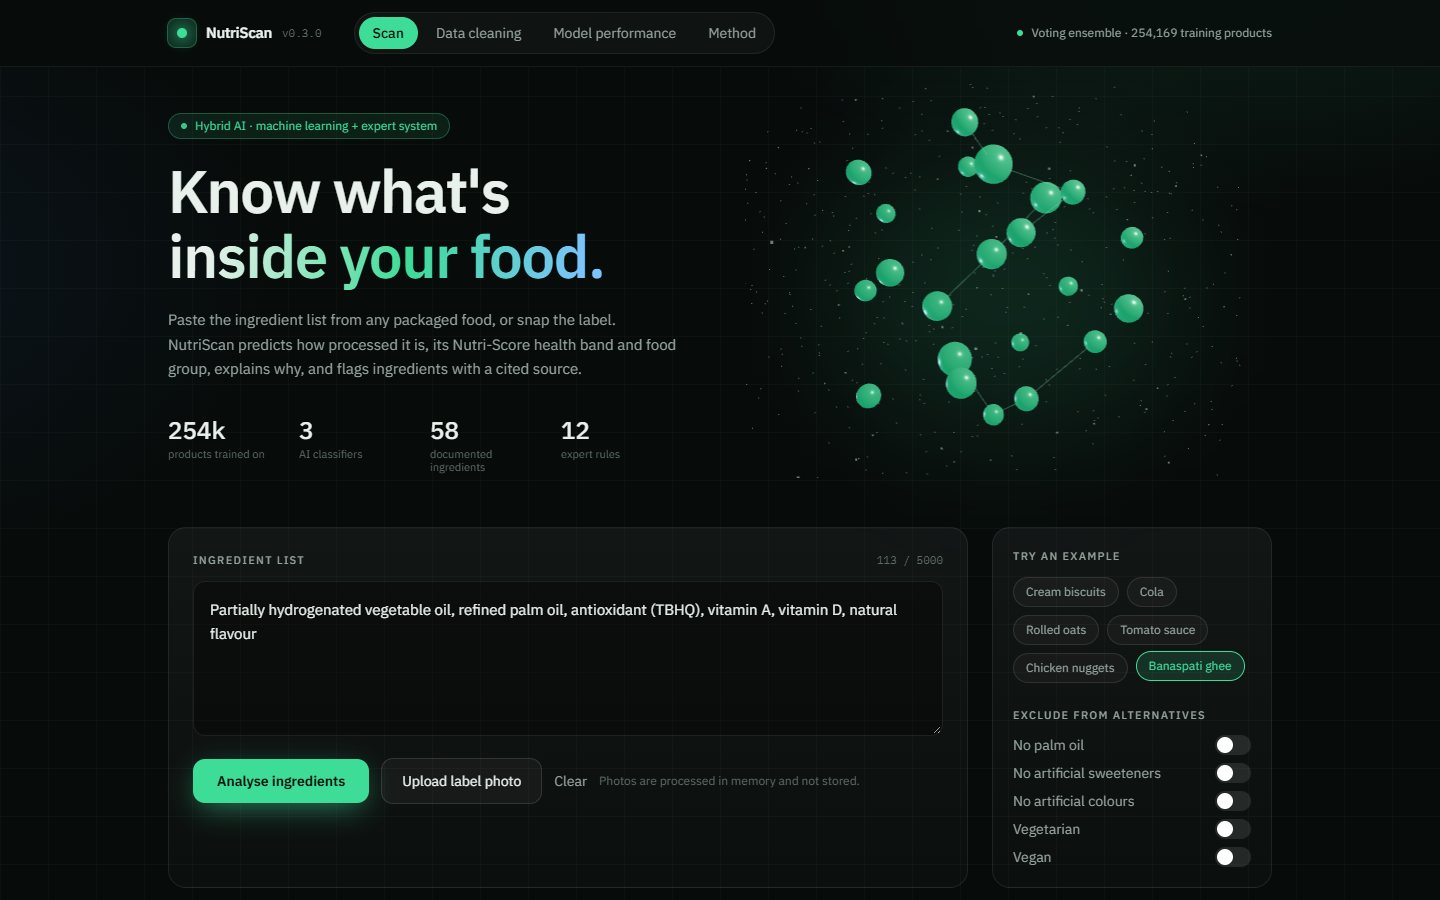 NutriScan v0.3.0
Scan
Data cleaning
Model performance
Method
Voting ensemble · 254,169 training products
Hybrid AI · machine learning + expert system
Know what's
inside your food.
Paste the ingredient list from any packaged food, or snap the label.
NutriScan predicts how processed it is, its Nutri-Score health band and food
group, explains why, and flags ingredients with a cited source.
254k
products trained on
3
AI classifiers
58
documented
ingredients
12
expert rules
INGREDIENT LIST
113 / 5000
Partially hydrogenated vegetable oil, refined palm oil, antioxidant (TBHQ), vitamin A, vitamin D, natural
flavour
Analyse ingredients
Upload label photo
Clear
Photos are processed in memory and not stored.
TRY AN EXAMPLE
Cream biscuits
Cola
Rolled oats
Tomato sauce
Chicken nuggets
Banaspati ghee
EXCLUDE FROM ALTERNATIVES
No palm oil
No artificial sweeteners
No artificial colours
Vegetarian
Vegan